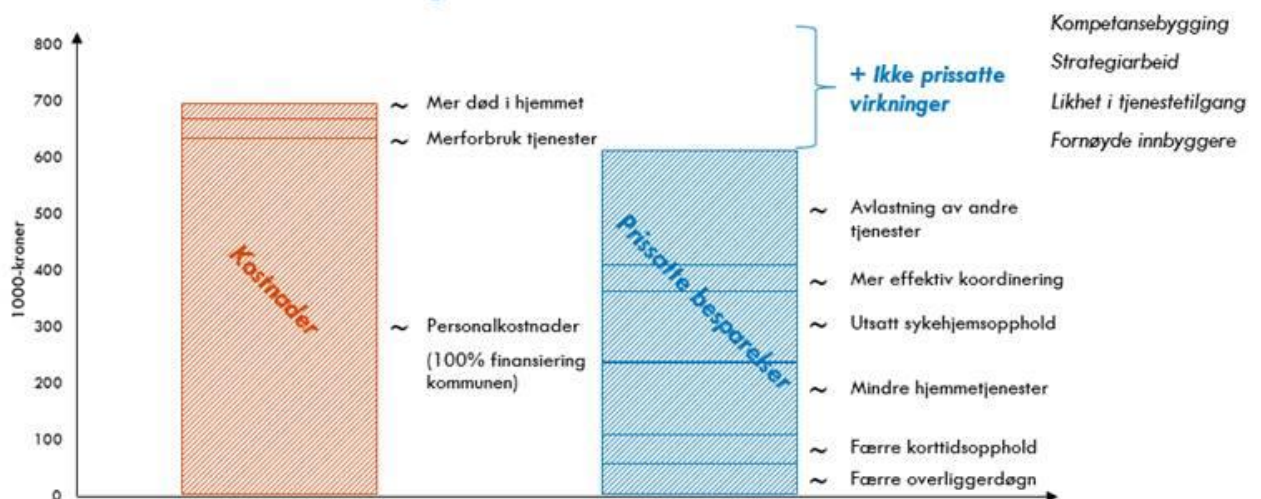 Kompetansebygging
Strategiarbeid
Likhet i tjenestetilgang
Fornøyde innbyggere
+ Ikke prissatte
virkninger
800
700
600
500
400
300
200
100
0
1000-kroner
Kostnader
~ Mer død i hjemmet
~ Merforbruk tjenester
~ Personalkostnader
(100% finansiering
kommunen)
Prissatte besparelser
~ Avlastning av andre
tjenester
~ Mer effektiv koordinering
~ Utsatt sykehjemsopphold
~ Mindre hjemmetjenester
~ Færre korttidsopphold
~ Færre overliggerdøgn